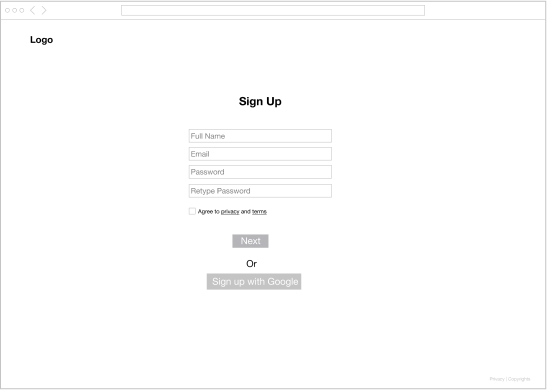 Logo
Sign Up
Full Name
Email
Password
Retype Password
Agree to privacy and terms
Next
Or
Sign up with Google
Privacy | Copyrights